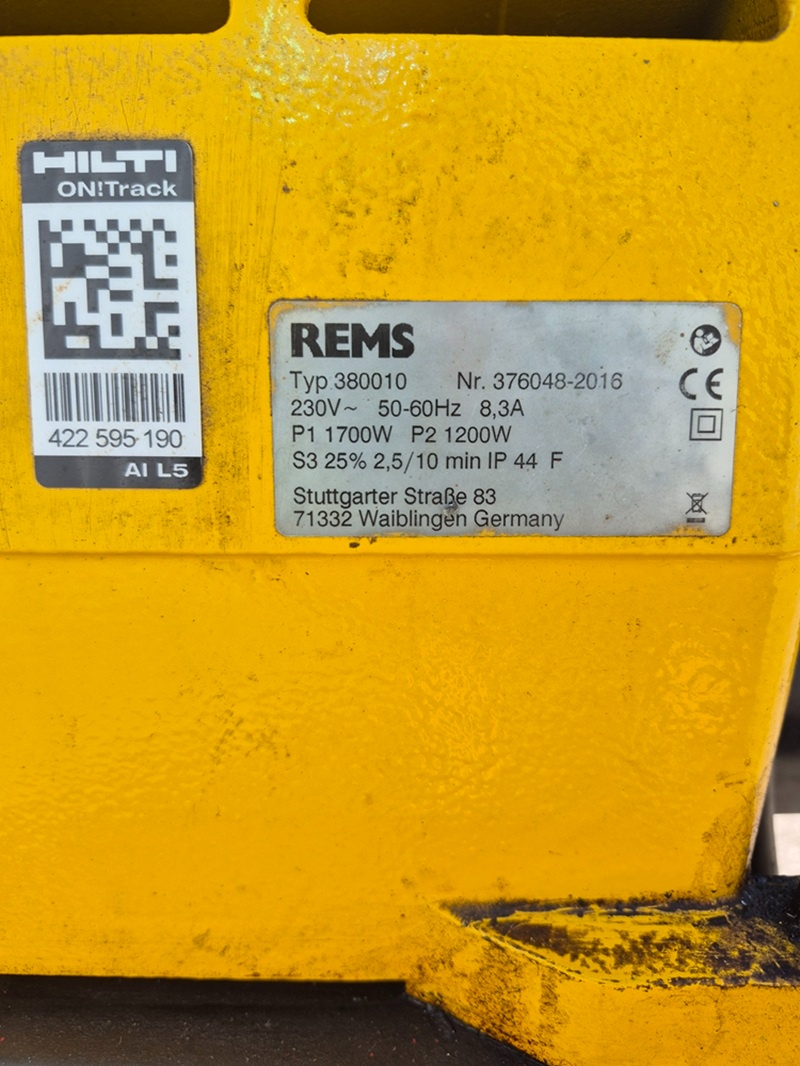 HILTI
ON!Track
422 595 190
AI L5
REMS
Typ 380010 Nr. 376048-2016
230V~ 50-60Hz 8,3A
P1 1700W P2 1200W
S3 25% 2,5/10 min IP 44 F
Stuttgarter Straße 83
71332 Waiblingen Germany
CE